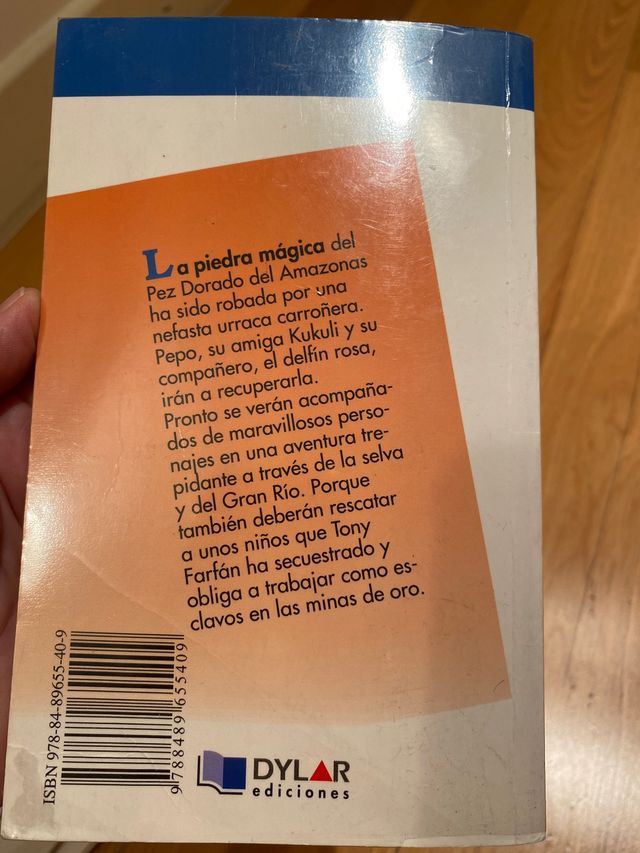 La piedra mágica del
Pez Dorado del Amazonas
ha sido robada por una
nefasta urraca carroñera.
Pepo, su amiga Kukuli y su
compañero, el delfín rosa,
irán a recuperarla.
Pronto se verán acompaña-
dos de maravillosos perso-
najes en una aventura tre-
pidante a través de la selva
y del Gran Río. Porque
también deberán rescatar
a unos niños que Tony
Farfán ha secuestrado y
obliga a trabajar como es-
clavos en las minas de oro.
ISBN 978-84-89655-40-9
9788489655409
DYLAR
ediciones